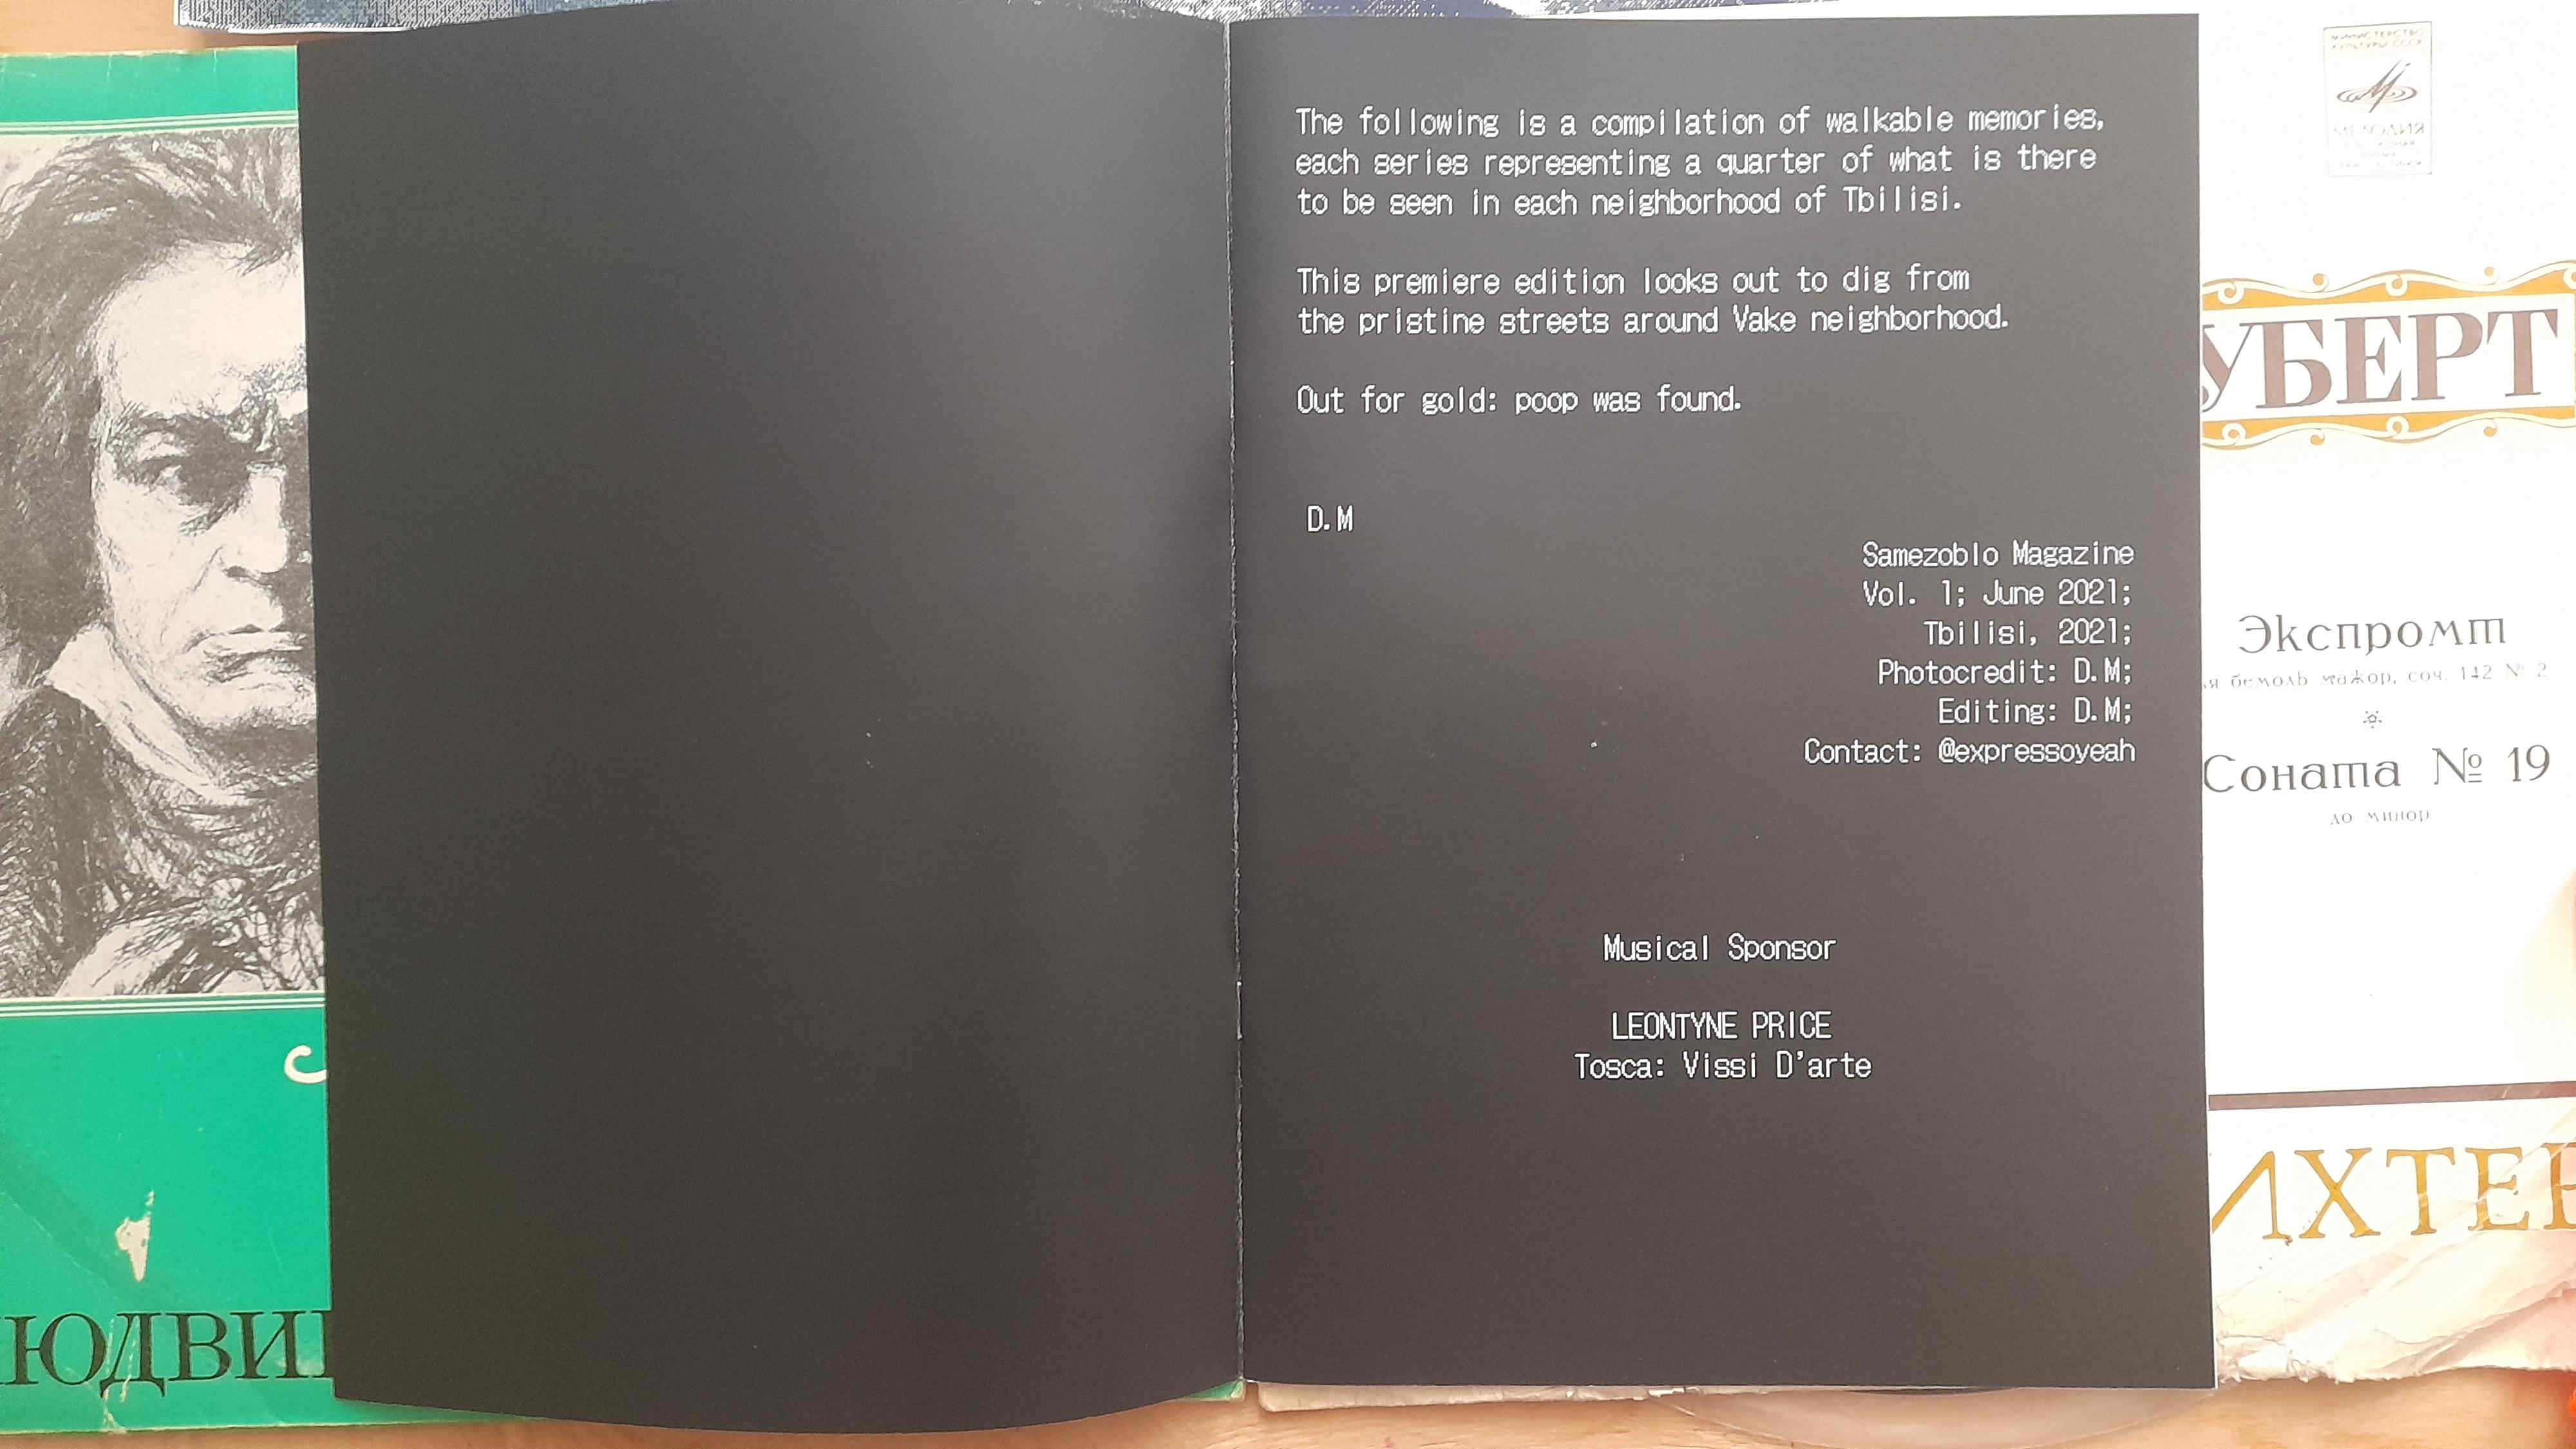 The following is a compilation of walkable memories,
each series representing a quarter of what is there
to be seen in each neighborhood of Tbilisi.
This premiere edition looks out to dig from
the pristine streets around Vake neighborhood.
Out for gold: poop was found.
D.M
Samezoblo Magazine
Vol. 1; June 2021;
Tbilisi, 2021;
Photocredit: D.M;
Editing: D.M;
Contact: @expressoyeah
Musical Sponsor
LEONTYNE PRICE
Tosca: Vissi D'arte
ЮДВИ
МИНИСТЕРСТВО
КУЛЬТУРЫ СССР
МЕЛОДИЯ
УБЕРТ
Экспромт
ля бемоль мажор, соч. 142 № 2
Соната № 19
до минор
ИХТЕР